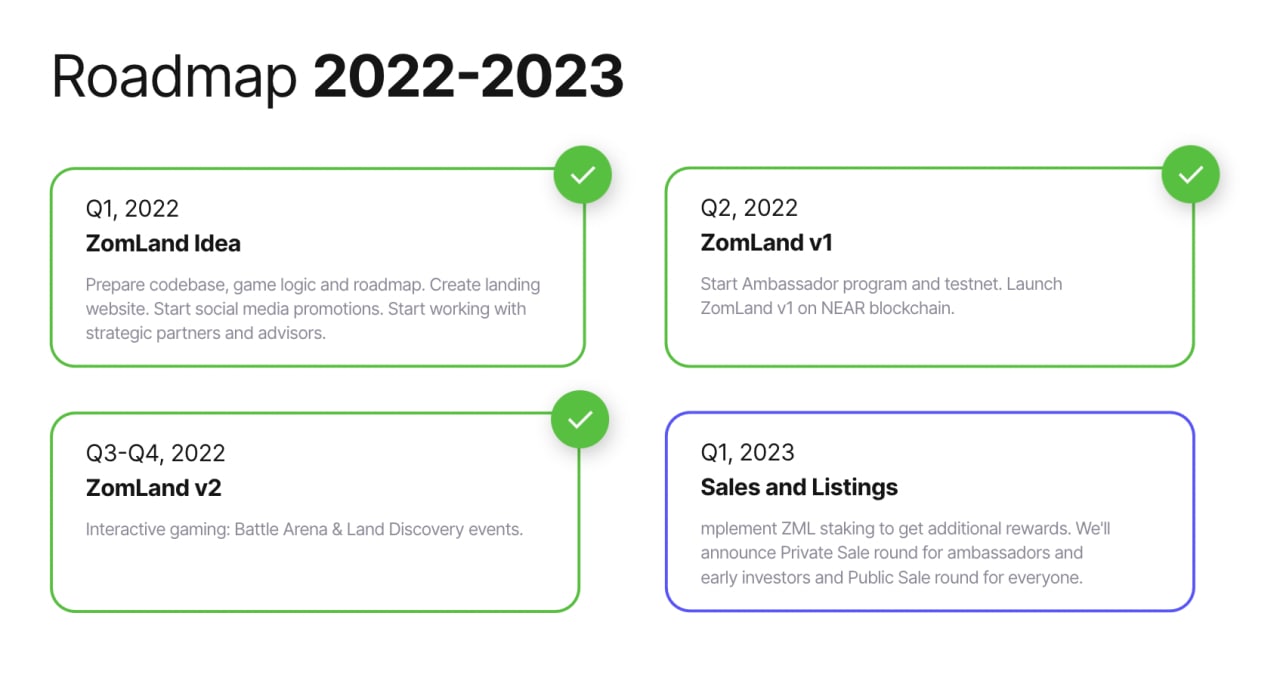 Roadmap 2022-2023
Q1, 2022
ZomLand Idea
Prepare codebase, game logic and roadmap. Create landing
website. Start social media promotions. Start working with
strategic partners and advisors.
Q2, 2022
ZomLand v1
Start Ambassador program and testnet. Launch
ZomLand v1 on NEAR blockchain.
Q3-Q4, 2022
ZomLand v2
Interactive gaming: Battle Arena & Land Discovery events.
Q1, 2023
Sales and Listings
mplement ZML staking to get additional rewards. We'll
announce Private Sale round for ambassadors and
early investors and Public Sale round for everyone.